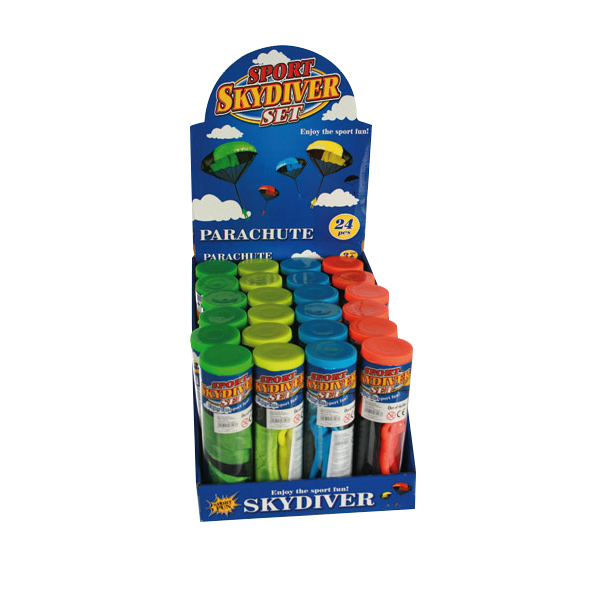 SPORT
SKYDIVER
SET
Enjoy the sport fun!
24
pcs
PARACHUTE
PARACHUTE
SPORT
SKYDIVER
SET
SPORT
SKYDIVER
SET
SPORT
SKYDIVER
SET
SPORT
SKYDIVER
SET
CE
Enjoy the sport fun!
SKYDIVER